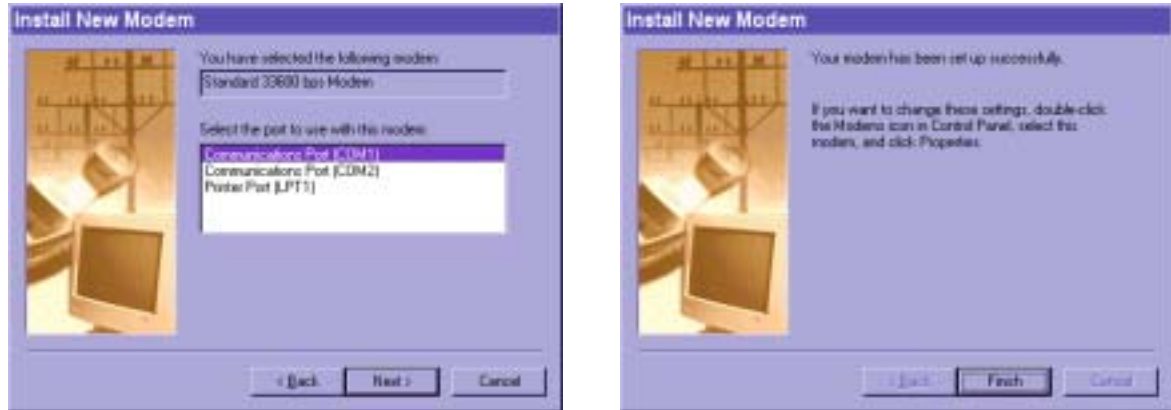 Install New Modem
You have selected the following modem:
Standard 33600 bps Modem
Select the port to use with this modem:
Communications Port (COM1)
Communications Port (COM2)
Printer Port (LPT1)
< Back
Next >
Cancel
Install New Modem
Your modem has been set up successfully.
If you want to change these settings, double-click
the Modems icon in Control Panel, select this
modem, and click Properties.
< Back
Finish
Cancel